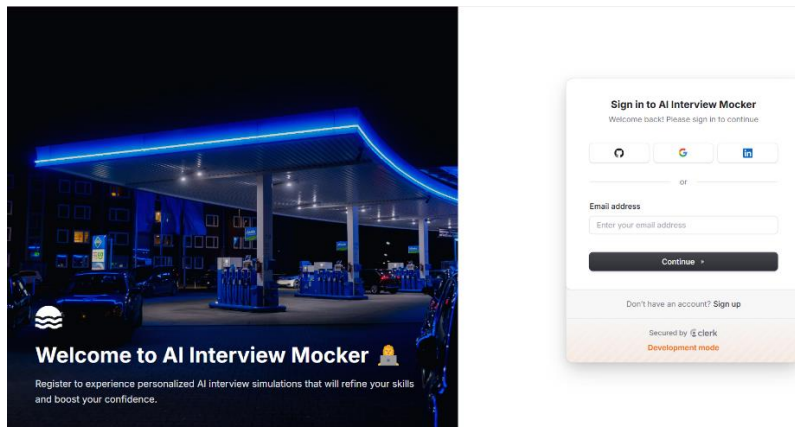 Welcome to AI Interview Mocker
Register to experience personalized AI interview simulations that will refine your skills
and boost your confidence.
Sign in to AI Interview Mocker
Welcome back! Please sign in to continue
or
Email address
Enter your email address
Continue
Don't have an account? Sign up
Secured by clerk
Development mode